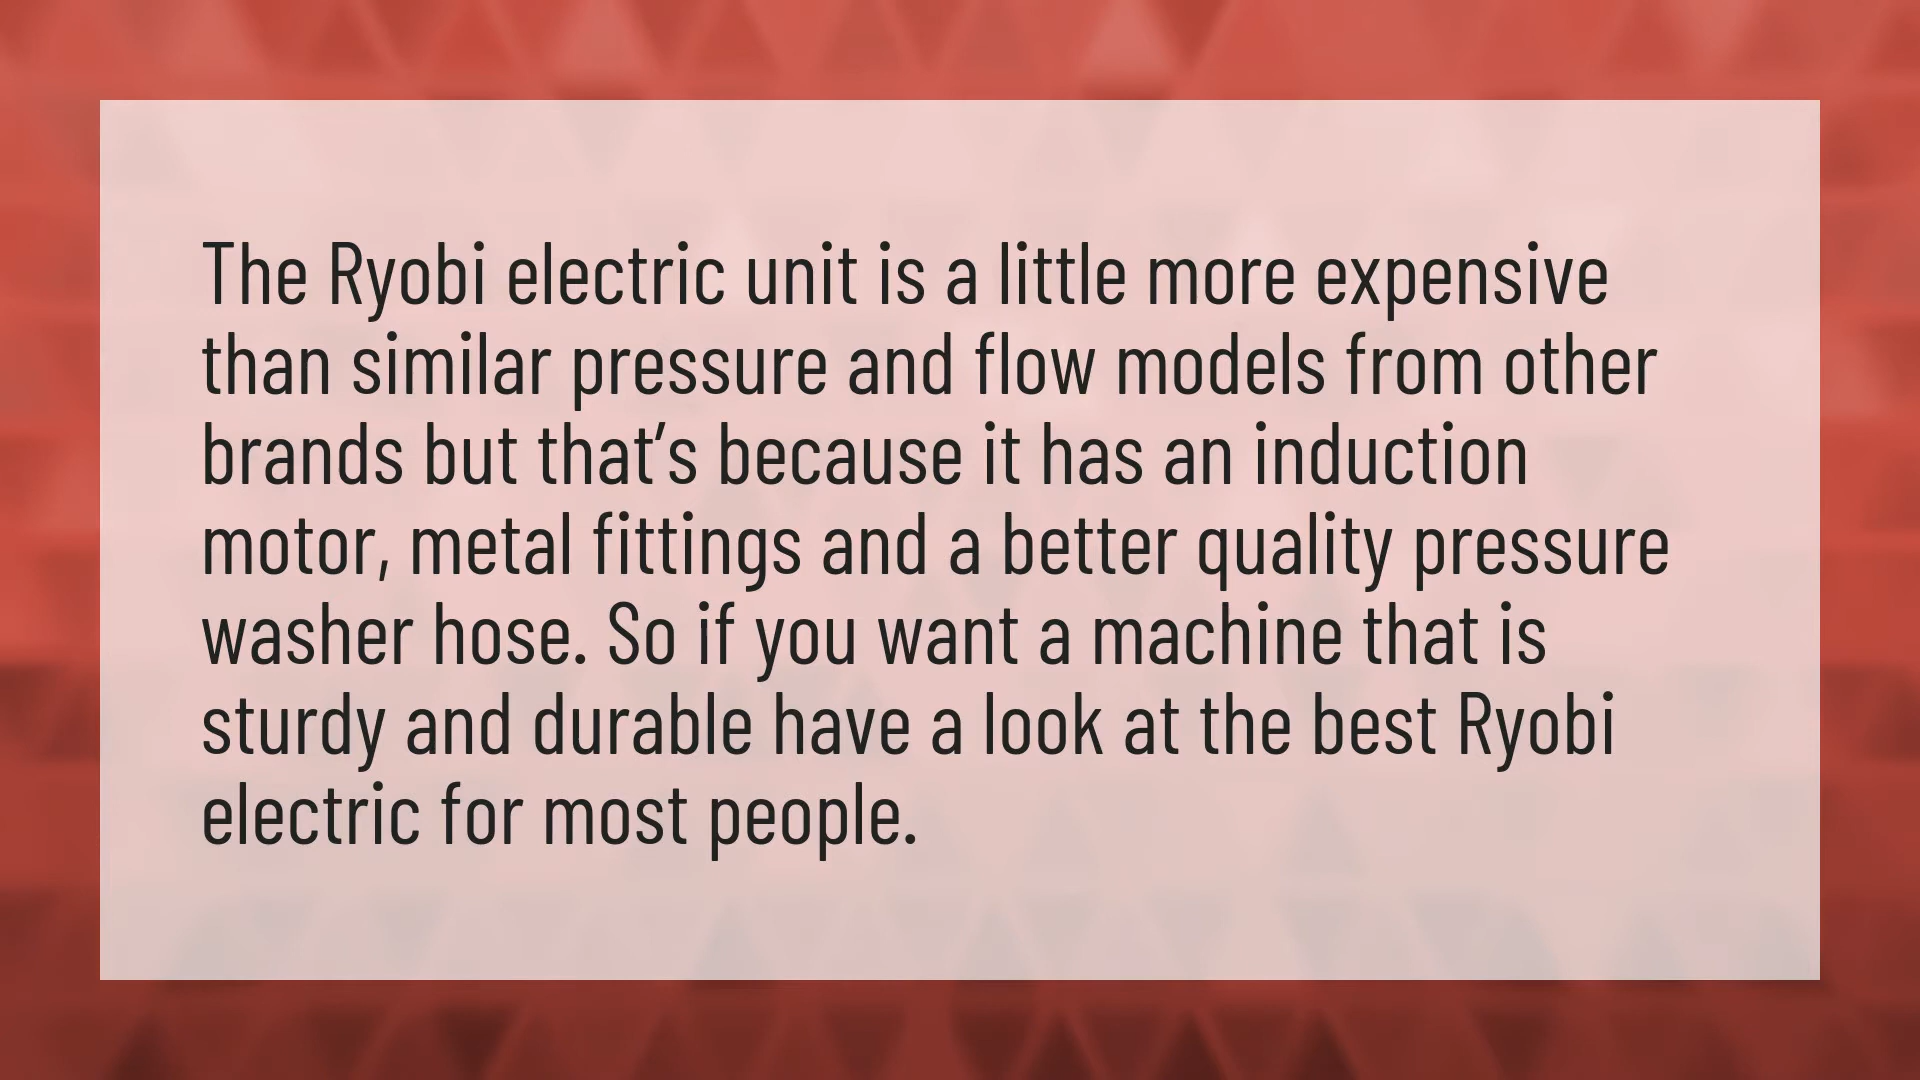 The Ryobi electric unit is a little more expensive
than similar pressure and flow models from other
brands but that’s because it has an induction
motor, metal fittings and a better quality pressure
washer hose. So if you want a machine that is
sturdy and durable have a look at the best Ryobi
electric for most people.